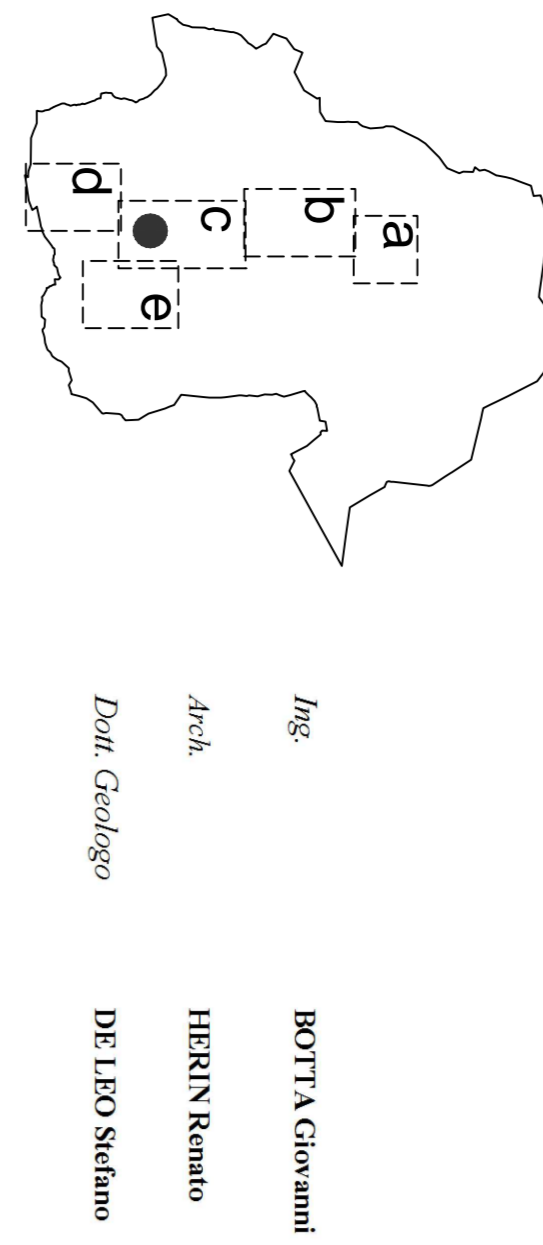 a
b
c
d
e
Ing. BOTTA Giovanni
Arch. HERIN Renato
Dott. Geologo DE LEO Stefano